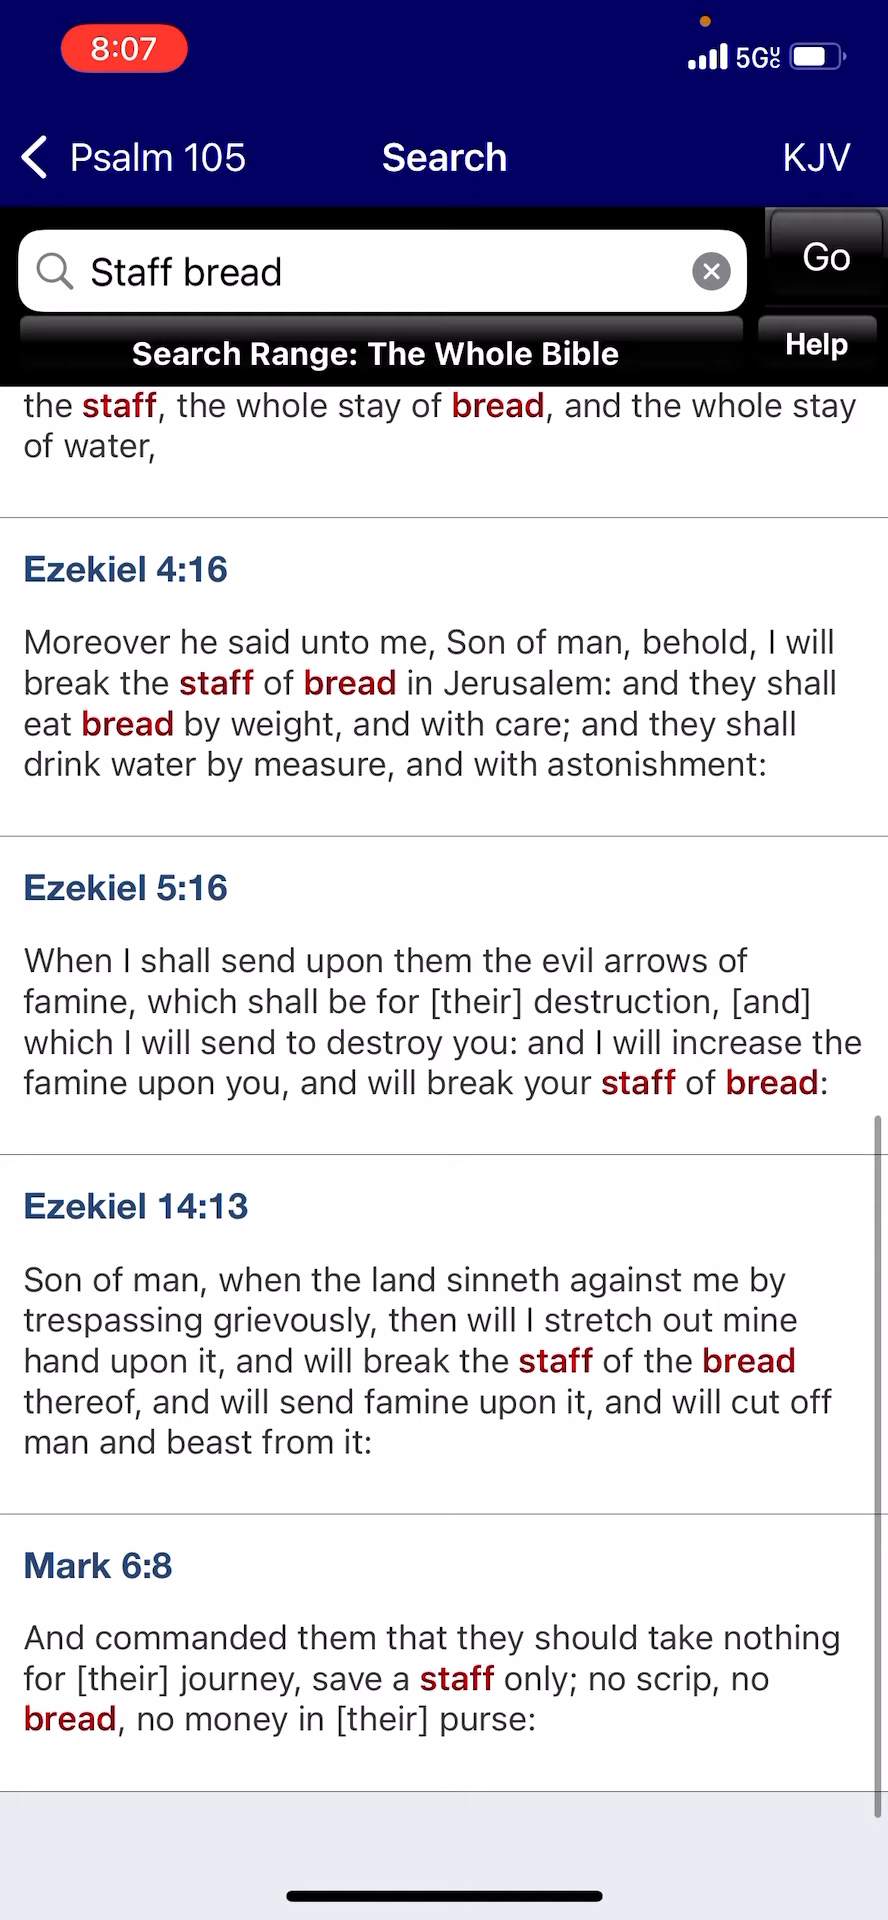 8:07
5G
Psalm 105
Search
KJV
Staff bread
Go
Search Range: The Whole Bible
Help
the staff, the whole stay of bread, and the whole stay
of water,
Ezekiel 4:16
Moreover he said unto me, Son of man, behold, I will
break the staff of bread in Jerusalem: and they shall
eat bread by weight, and with care; and they shall
drink water by measure, and with astonishment:
Ezekiel 5:16
When I shall send upon them the evil arrows of
famine, which shall be for [their] destruction, [and]
which I will send to destroy you: and I will increase the
famine upon you, and will break your staff of bread:
Ezekiel 14:13
Son of man, when the land sinneth against me by
trespassing grievously, then will I stretch out mine
hand upon it, and will break the staff of the bread
thereof, and will send famine upon it, and will cut off
man and beast from it:
Mark 6:8
And commanded them that they should take nothing
for [their] journey, save a staff only; no scrip, no
bread, no money in [their] purse: